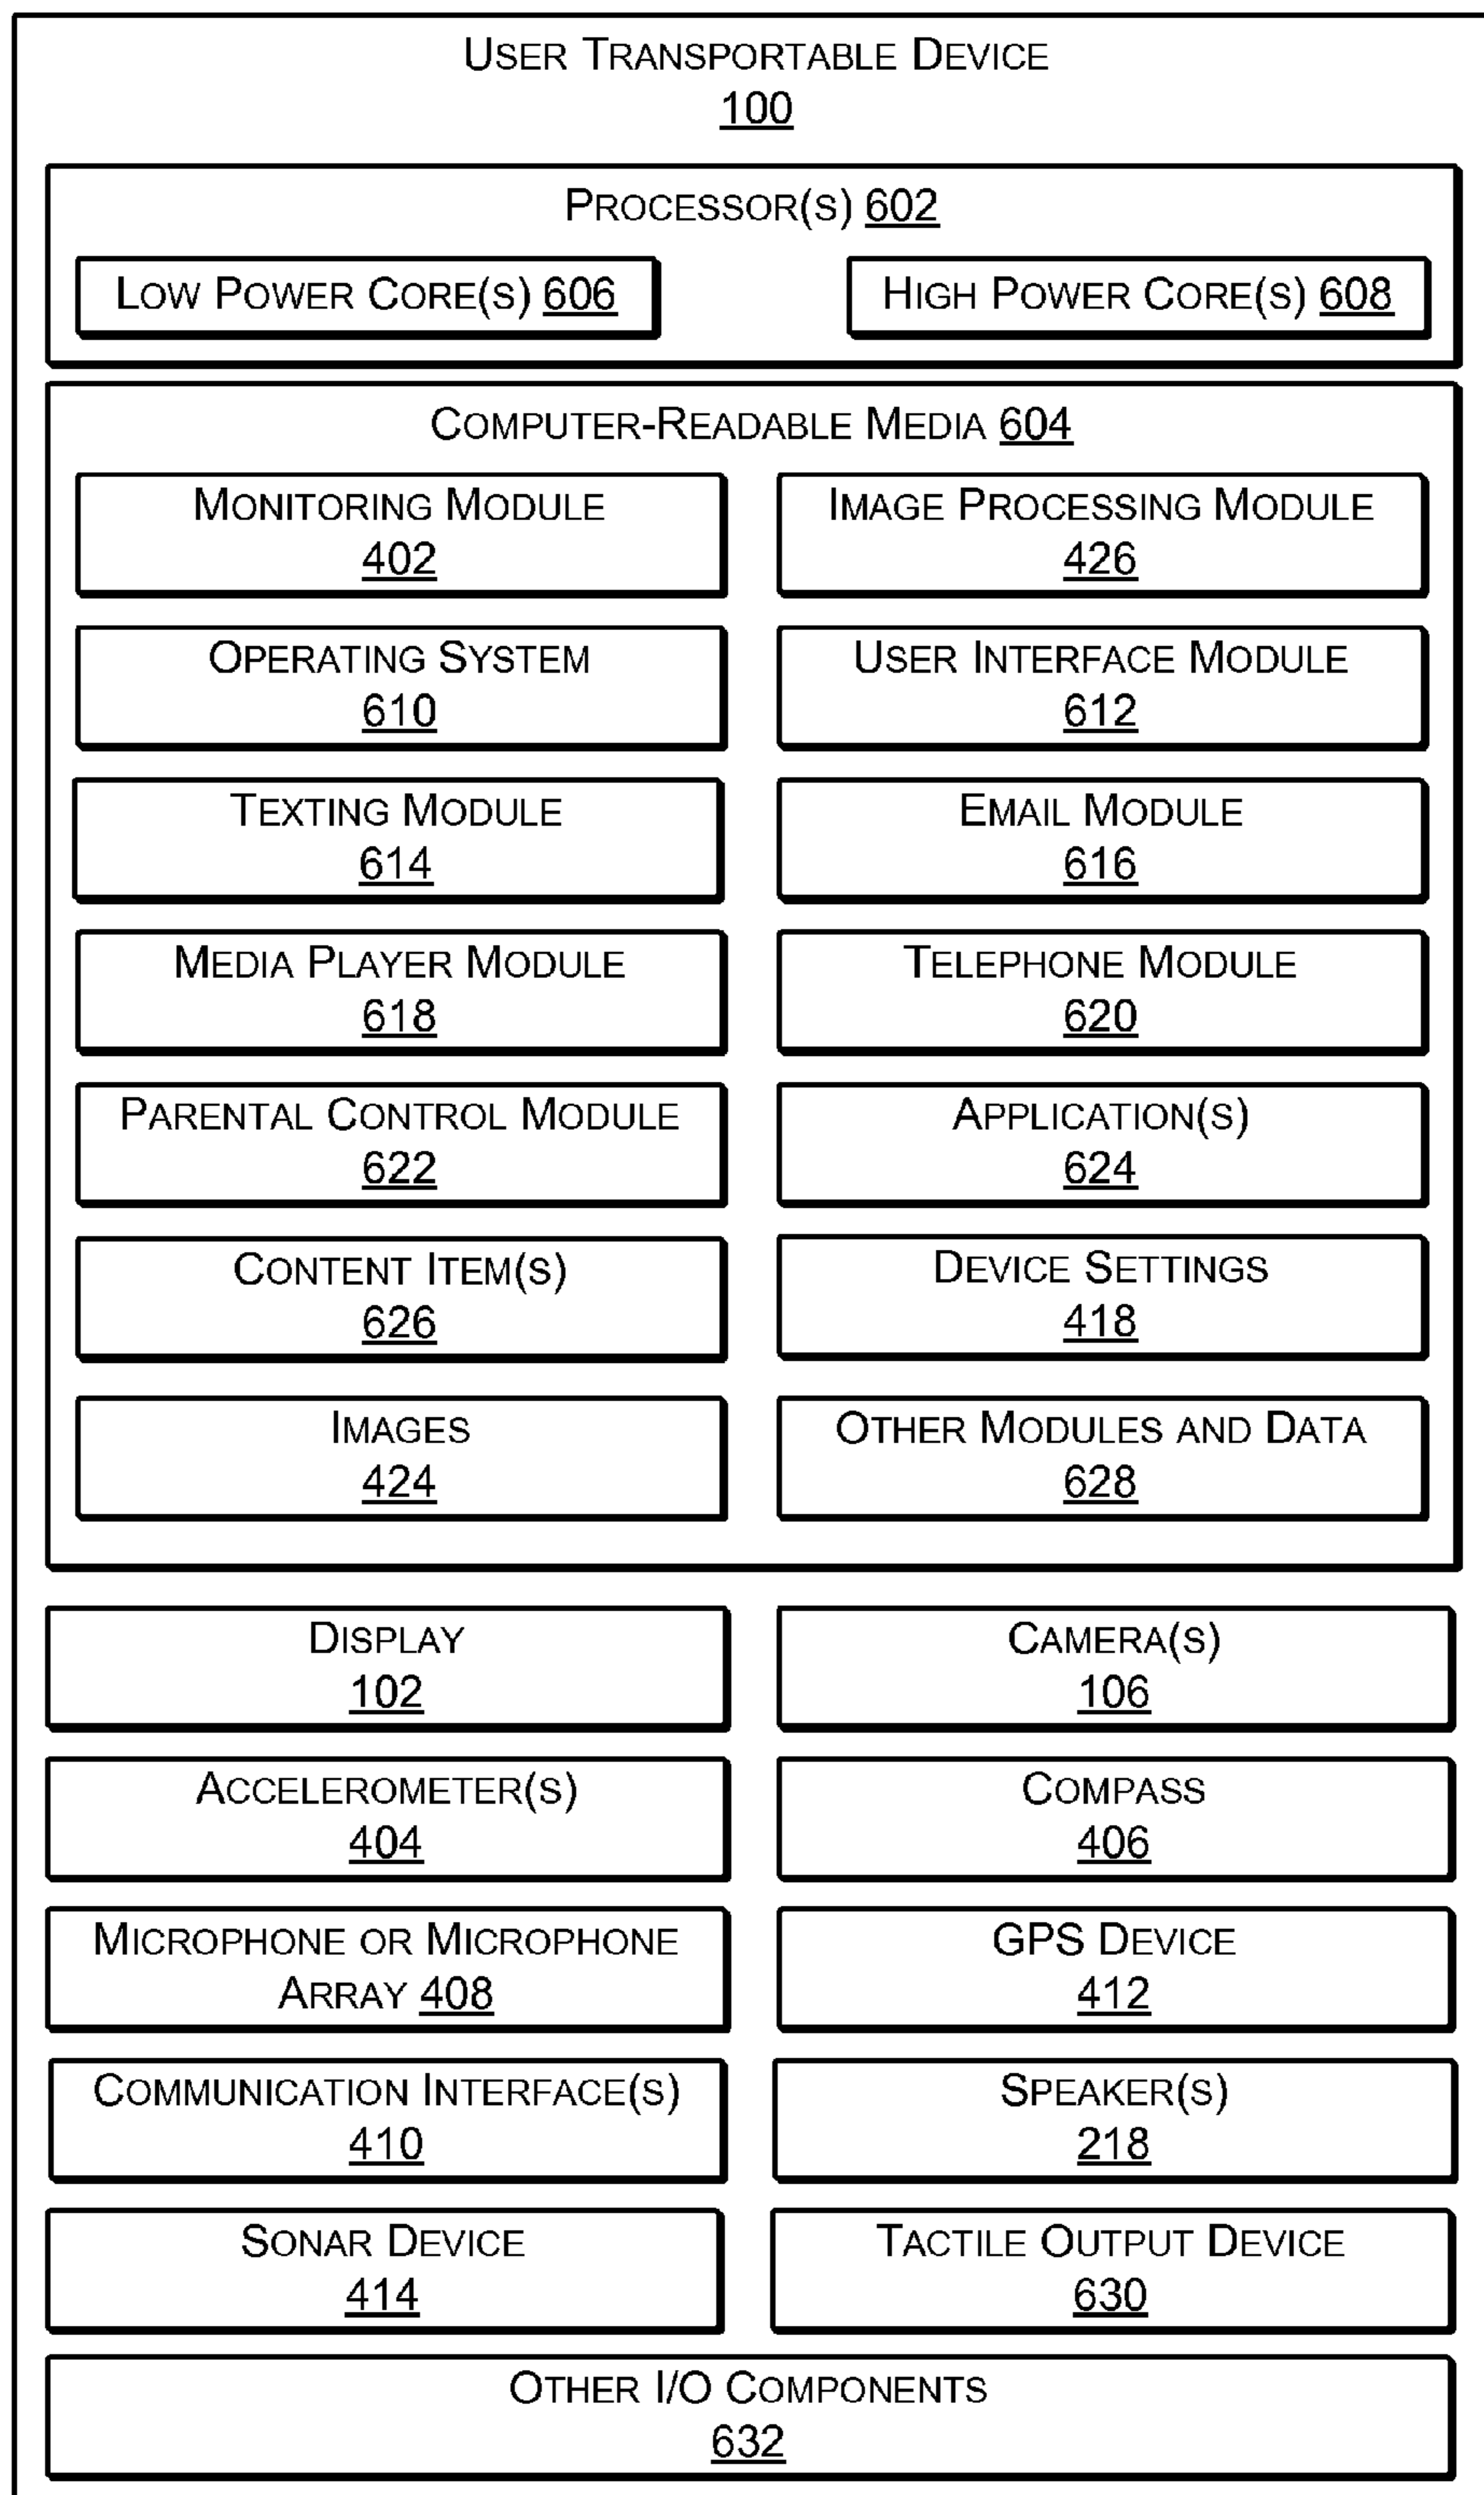 User Transportable Device
100
Processor(s) 602
Low Power Core(s) 606
High Power Core(s) 608
Computer-Readable Media 604
Monitoring Module
402
Image Processing Module
426
Operating System
610
User Interface Module
612
Texting Module
614
Email Module
616
Media Player Module
618
Telephone Module
620
Parental Control Module
622
Application(s)
624
Content Item(s)
626
Device Settings
418
Images
424
Other Modules and Data
628
Display
102
Camera(s)
106
Accelerometer(s)
404
Compass
406
Microphone or Microphone
Array 408
GPS Device
412
Communication Interface(s)
410
Speaker(s)
218
Sonar Device
414
Tactile Output Device
630
Other I/O Components
632